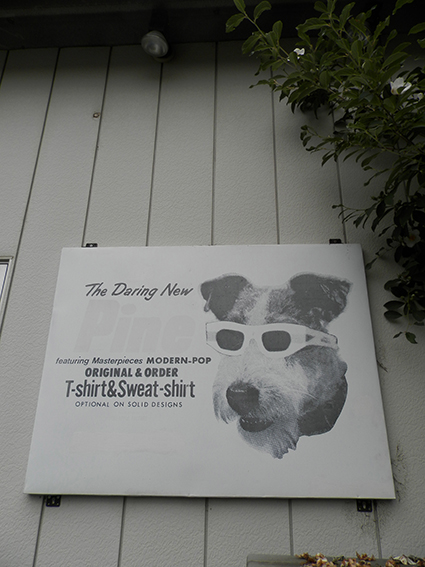 The Daring New
featuring Masterpieces MODERN-POP
ORIGINAL & ORDER
T-shirt&Sweat-shirt
OPTIONAL ON SOLID DESIGNS